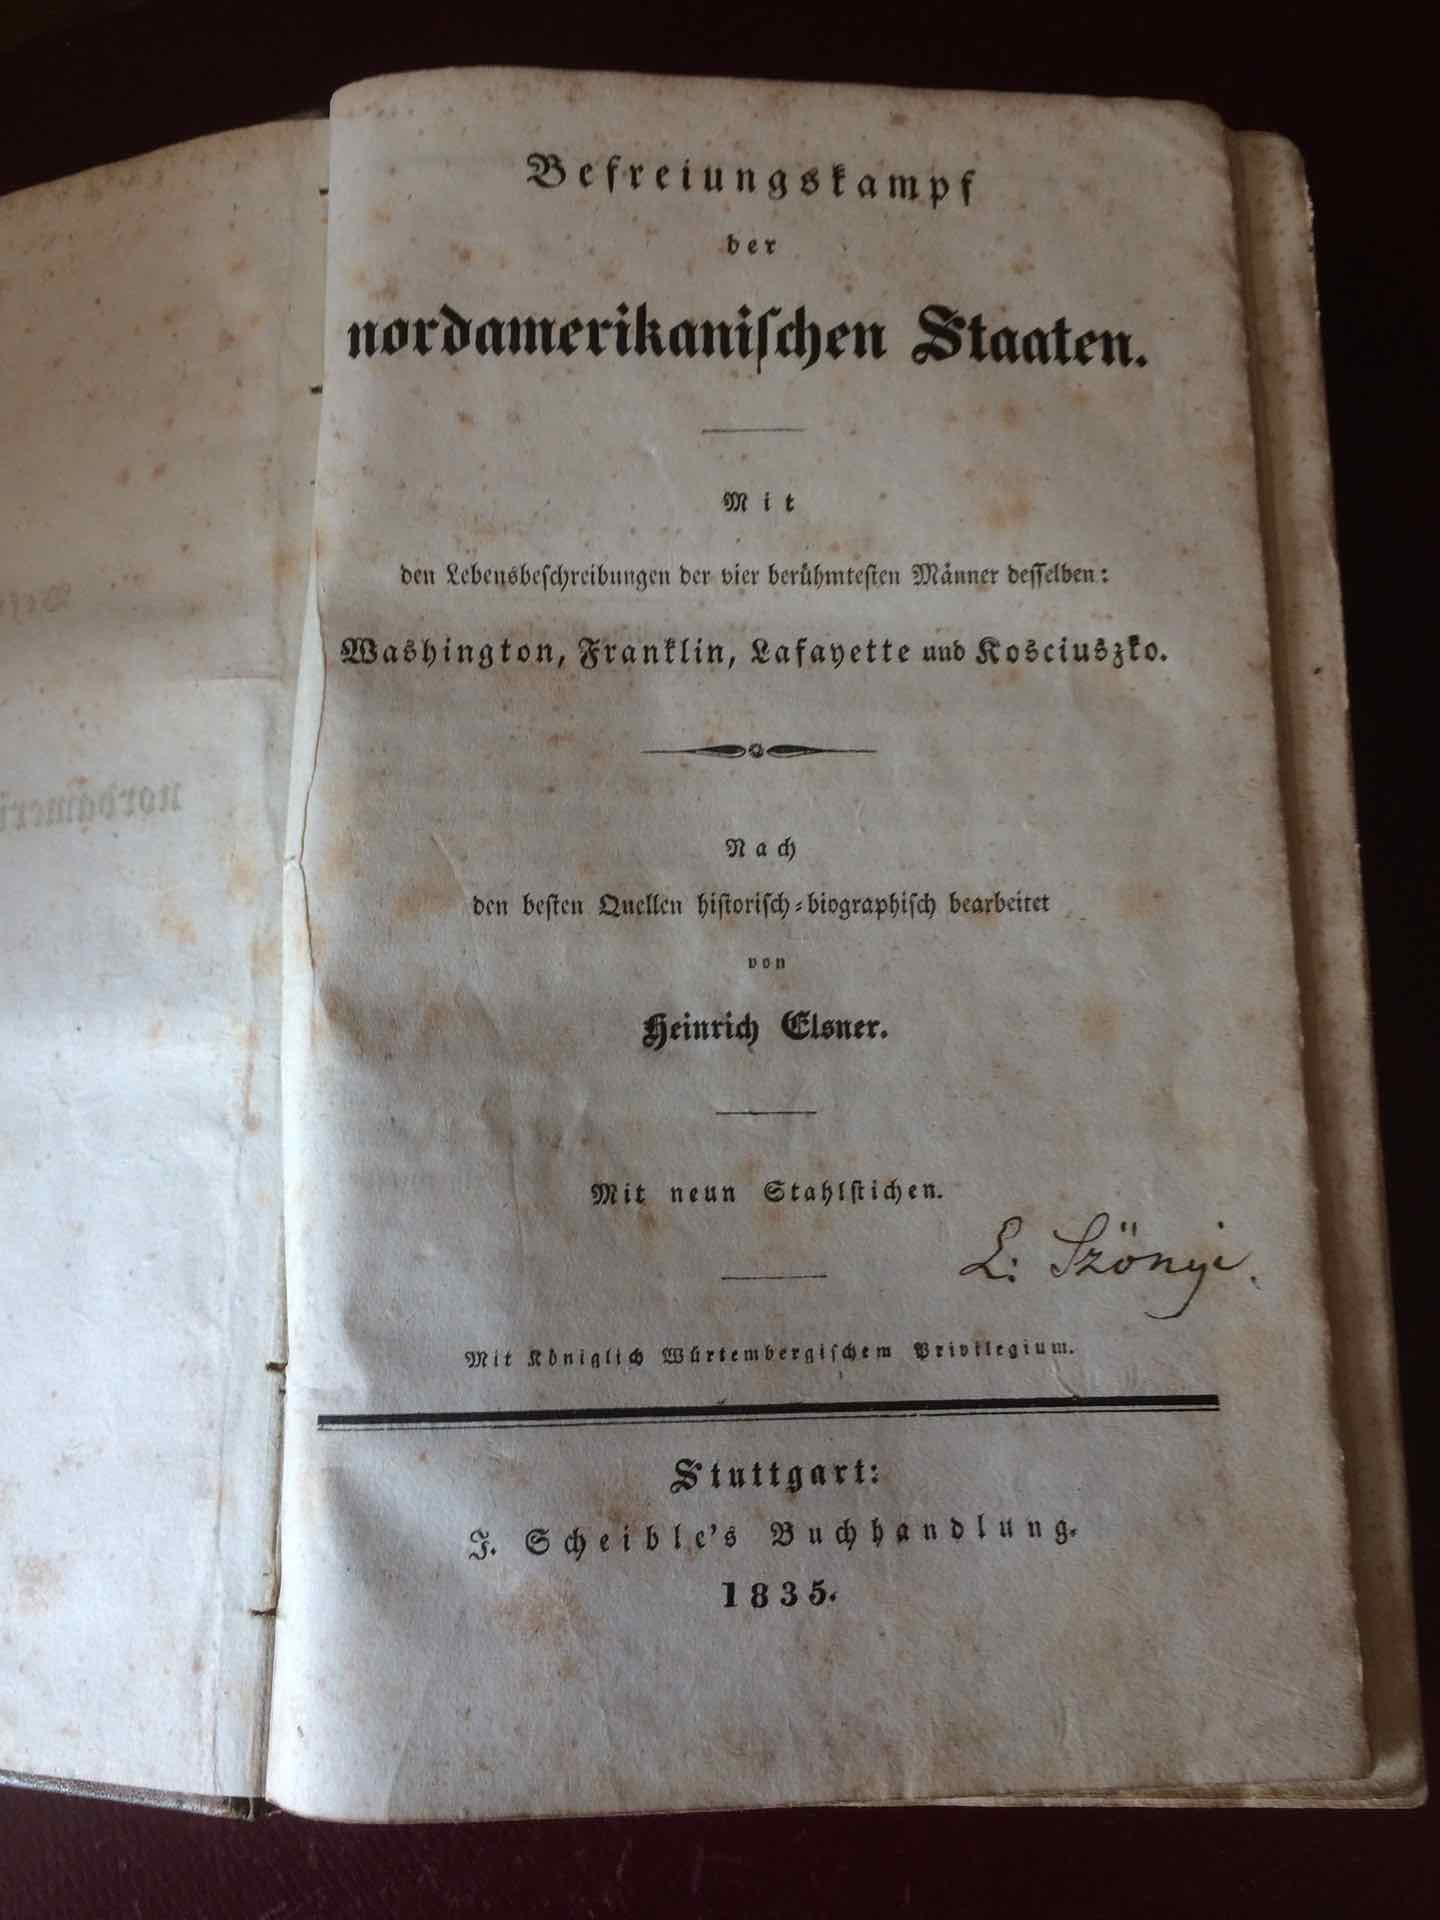 Befreiungskampf
der
nordamerikaniſchen Staaten.
Mit
den Lebensbeſchreibungen der vier berühmteſten Männer deſſelben:
Washington, Franklin, Lafayette und Kosciuszko.
Nach
den beſten Quellen hiſtoriſch-biographiſch bearbeitet
von
Heinrich Elsner.
Mit neun Stahlſtichen.
L. Szönyi.
Mit Königlich Würtembergiſchem Privilegium.
Stuttgart:
J. Scheible's Buchhandlung.
1835.